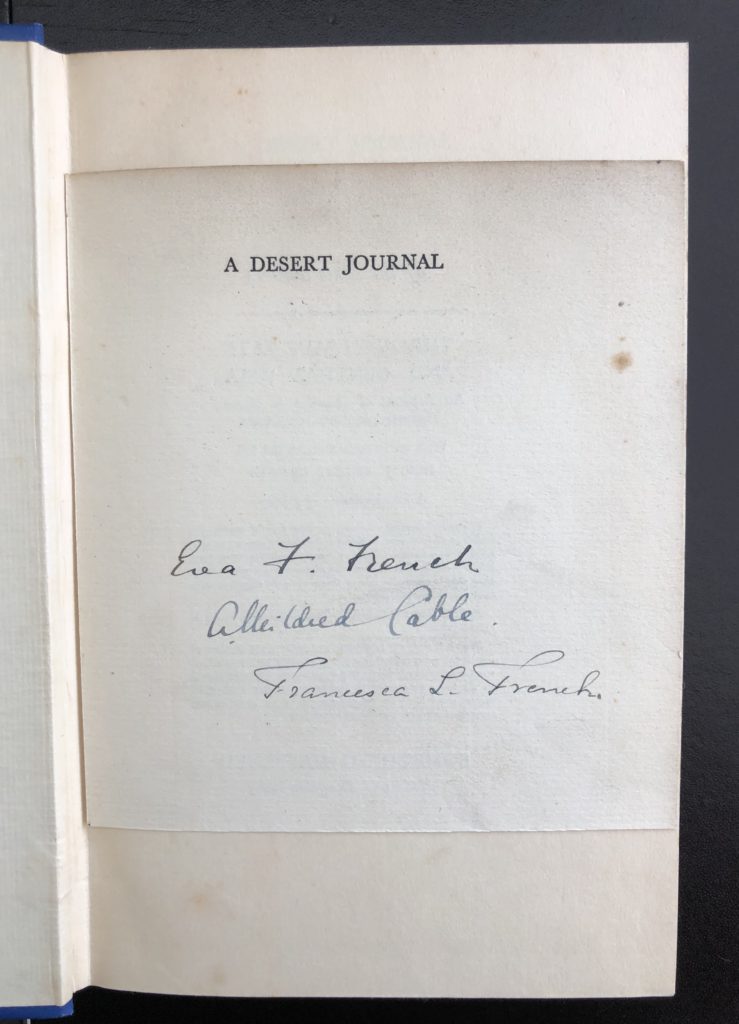 A DESERT JOURNAL
Eva F. French
A. Mildred Cable.
Francesca L. French.